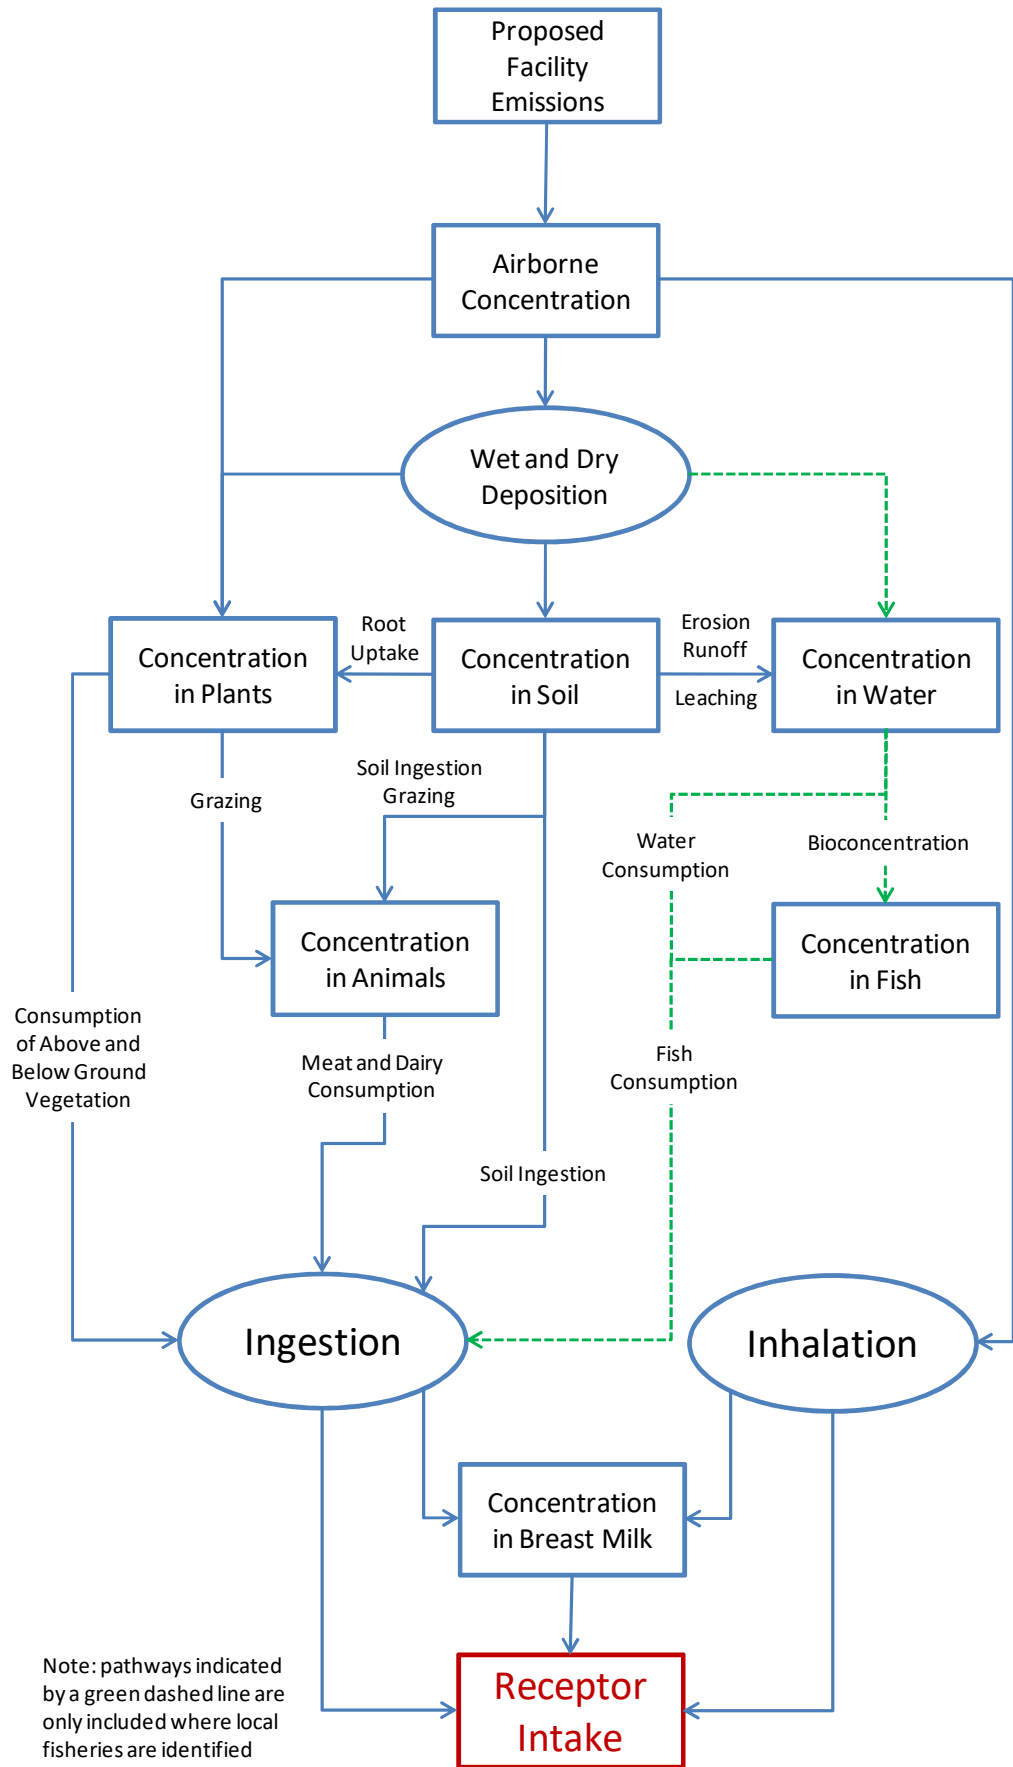 Proposed
Facility
Emissions
Airborne
Concentration
Wet and Dry
Deposition
Concentration
in Plants
Root
Uptake
Concentration
in Soil
Erosion
Runoff
Leaching
Concentration
in Water
Grazing
Soil Ingestion
Grazing
Water
Consumption
Bioconcentration
Concentration
in Animals
Concentration
in Fish
Consumption
of Above and
Below Ground
Vegetation
Meat and Dairy
Consumption
Fish
Consumption
Soil Ingestion
Ingestion
Inhalation
Concentration
in Breast Milk
Receptor
Intake
Note: pathways indicated
by a green dashed line are
only included where local
fisheries are identified